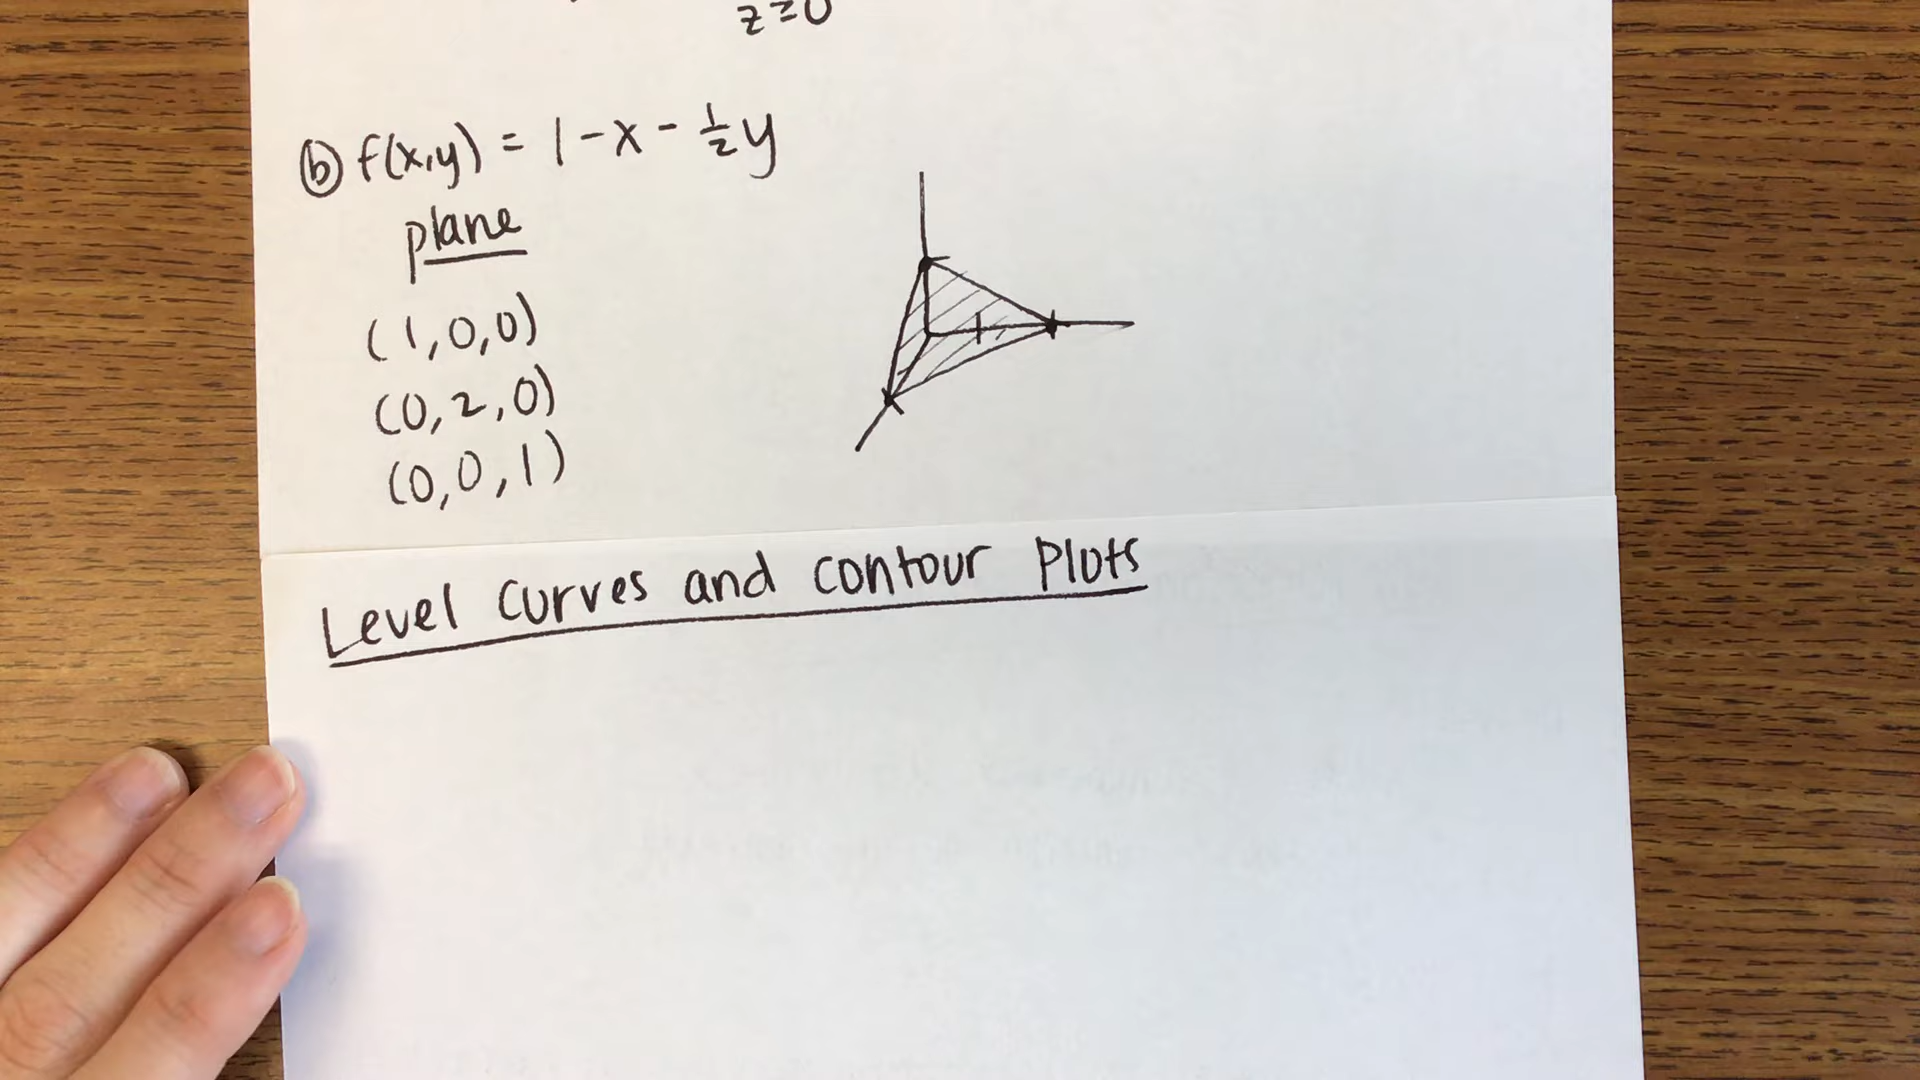 z≥0
(b) f(x,y) = 1-x-½y
plane
(1,0,0)
(0,2,0)
(0,0,1)
Level curves and contour Plots